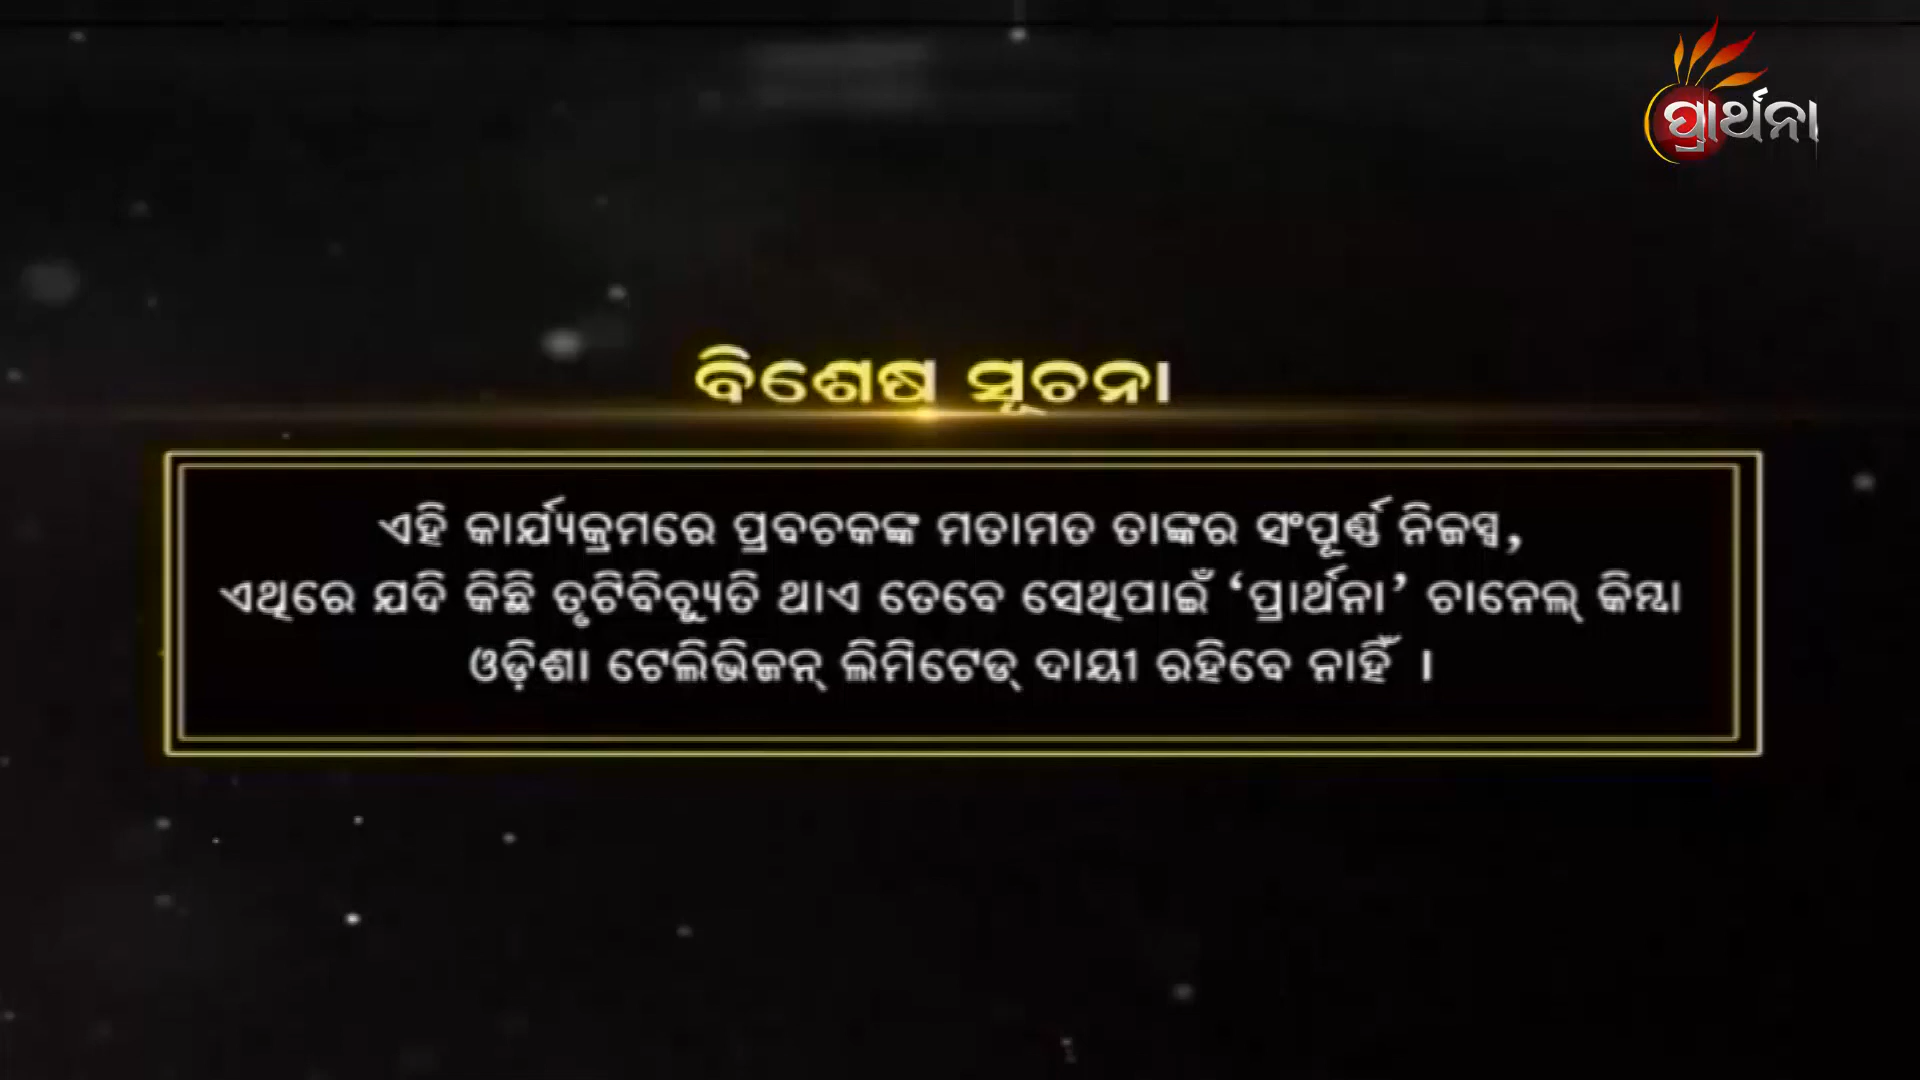 ପ୍ରାର୍ଥନା
ବିଶେଷ ସୂଚନା
ଏହି କାର୍ଯ୍ୟକ୍ରମରେ ପ୍ରବଚକଙ୍କ ମତାମତ ତାଙ୍କର ସଂପୂର୍ଣ୍ଣ ନିଜସ୍ୱ,
ଏଥିରେ ଯଦି କିଛି ତୃଟିବିଚ୍ୟୁତି ଥାଏ ତେବେ ସେଥିପାଇଁ ‘ପ୍ରାର୍ଥନା’ ଚାନେଲ୍ କିମ୍ୱା
ଓଡ଼ିଶା ଟେଲିଭିଜନ୍ ଲିମିଟେଡ୍ ଦାୟୀ ରହିବେ ନାହିଁ ।